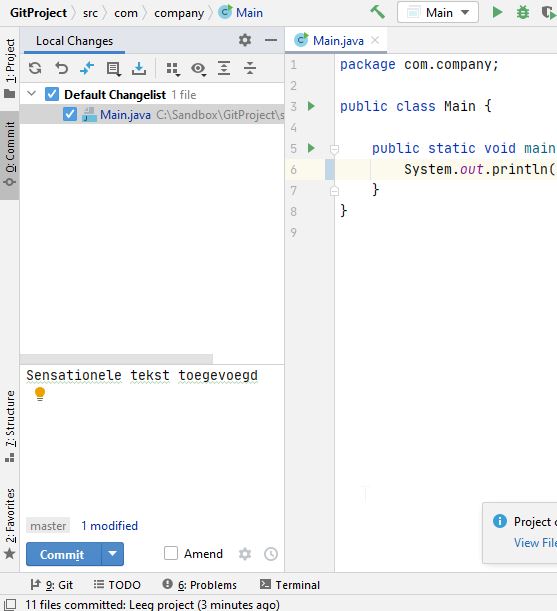 GitProject src com company Main Main
1: Project
0: Commit
7: Structure
2: Favorites
Local Changes
Default Changelist 1 file
Main.java C:\Sandbox\GitProject\s
Sensationele tekst toegevoegd
master 1 modified
Commit Amend
Main.java
1 package com.company;
2
3 public class Main {
4
5 public static void main
6 System.out.println(
7 }
8 }
9
Project
View File
9: Git TODO 6: Problems Terminal
11 files committed: Leeg project (3 minutes ago)